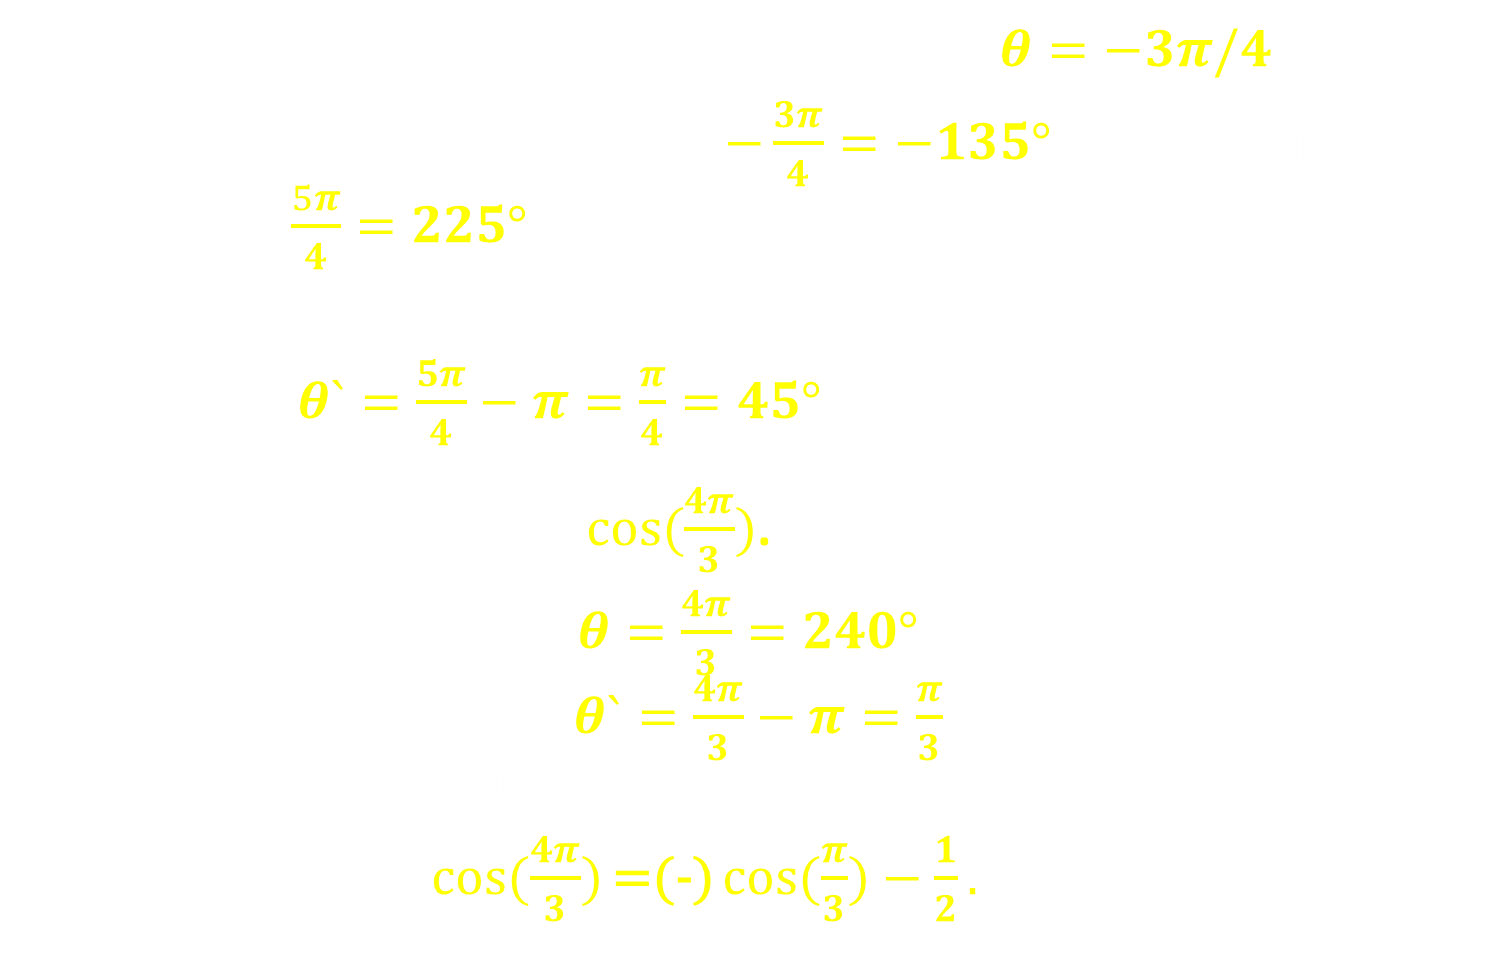 θ = −3π/4
−3π/4 = −135°
5π/4 = 225°
θ` = 5π/4 − π = π/4 = 45°
cos(4π/3).
θ = 4π/3 = 240°
θ` = 4π/3 − π = π/3
cos(4π/3) =(-) cos(π/3) − 1/2.